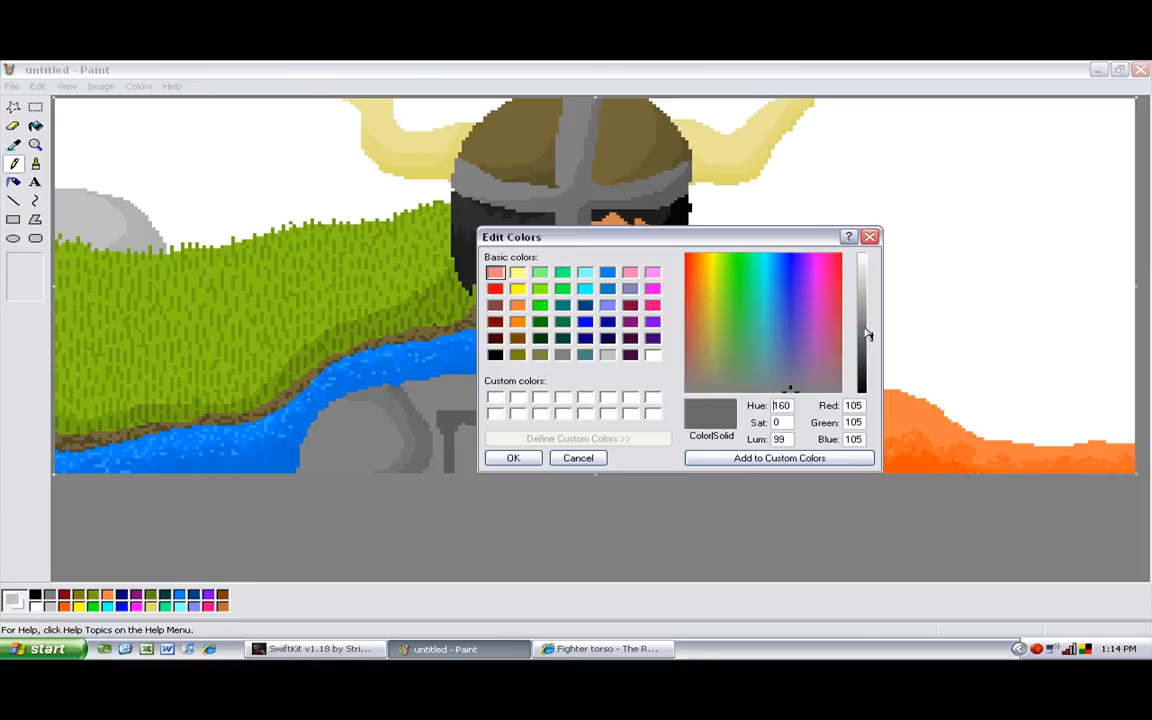 untitled - Paint
File Edit View Image Colors Help
Edit Colors
Basic colors:
Custom colors:
Define Custom Colors >>
OK Cancel
Hue: 160 Red: 105
Sat: 0 Green: 105
Lum: 99 Blue: 105
Color|Solid
Add to Custom Colors
A
For Help, click Help Topics on the Help Menu.
start SwiftKit v1.18 by Stri... untitled - Paint Fighter torso - The R... 1:14 PM